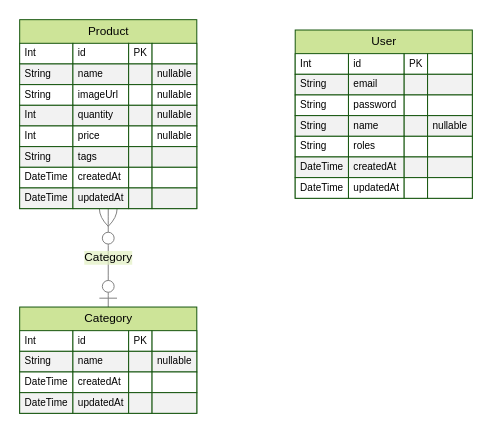 Product
Int id PK
String name nullable
String imageUrl nullable
Int quantity nullable
Int price nullable
String tags
DateTime createdAt
DateTime updatedAt
Category
Category
Int id PK
String name nullable
DateTime createdAt
DateTime updatedAt
User
Int id PK
String email
String password
String name nullable
String roles
DateTime createdAt
DateTime updatedAt